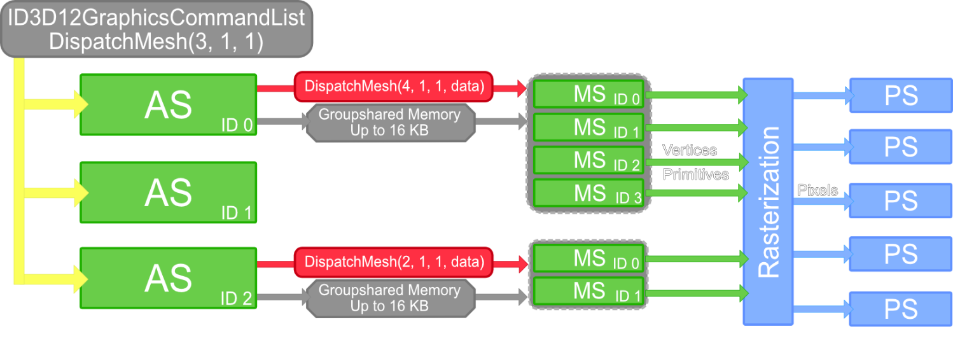 ID3D12GraphicsCommandList
DispatchMesh(3, 1, 1)
AS
ID 0
DispatchMesh(4, 1, 1, data)
Groupshared Memory
Up to 16 KB
MS ID 0
MS ID 1
MS ID 2
MS ID 3
AS
ID 1
AS
ID 2
DispatchMesh(2, 1, 1, data)
Groupshared Memory
Up to 16 KB
MS ID 0
MS ID 1
Vertices
Primitives
Rasterization
Pixels
PS
PS
PS
PS
PS